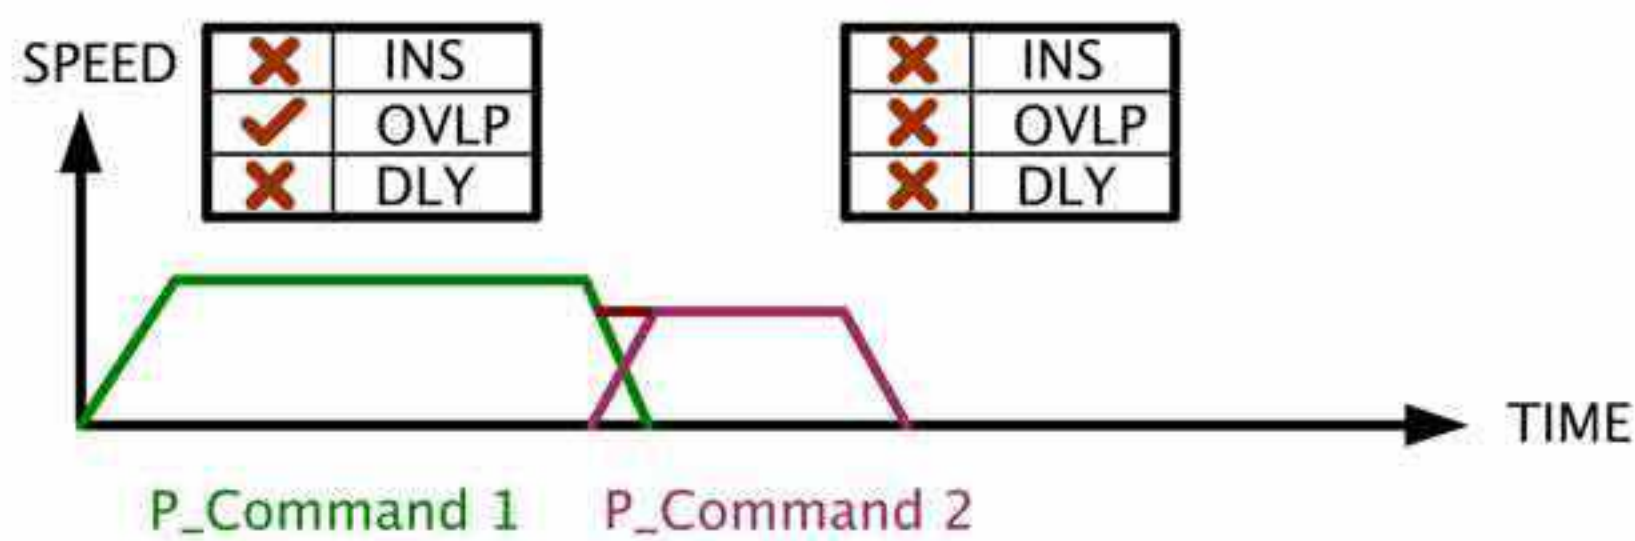 SPEED
INS
OVLP
DLY
INS
OVLP
DLY
TIME
P_Command 1
P_Command 2